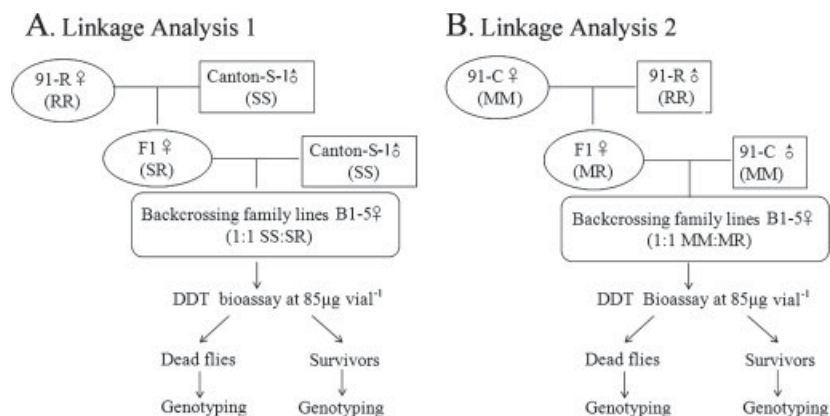 A. Linkage Analysis 1
91-R ♀
(RR)
Canton-S-1♂
(SS)
F1 ♀
(SR)
Canton-S-1♂
(SS)
Backcrossing family lines B1-5♀
(1:1 SS:SR)
DDT bioassay at 85μg vial⁻¹
Dead flies
Survivors
Genotyping
Genotyping
B. Linkage Analysis 2
91-C ♀
(MM)
91-R ♂
(RR)
F1 ♀
(MR)
91-C ♂
(MM)
Backcrossing family lines B1-5♀
(1:1 MM:MR)
DDT Bioassay at 85μg vial⁻¹
Dead flies
Survivors
Genotyping
Genotyping